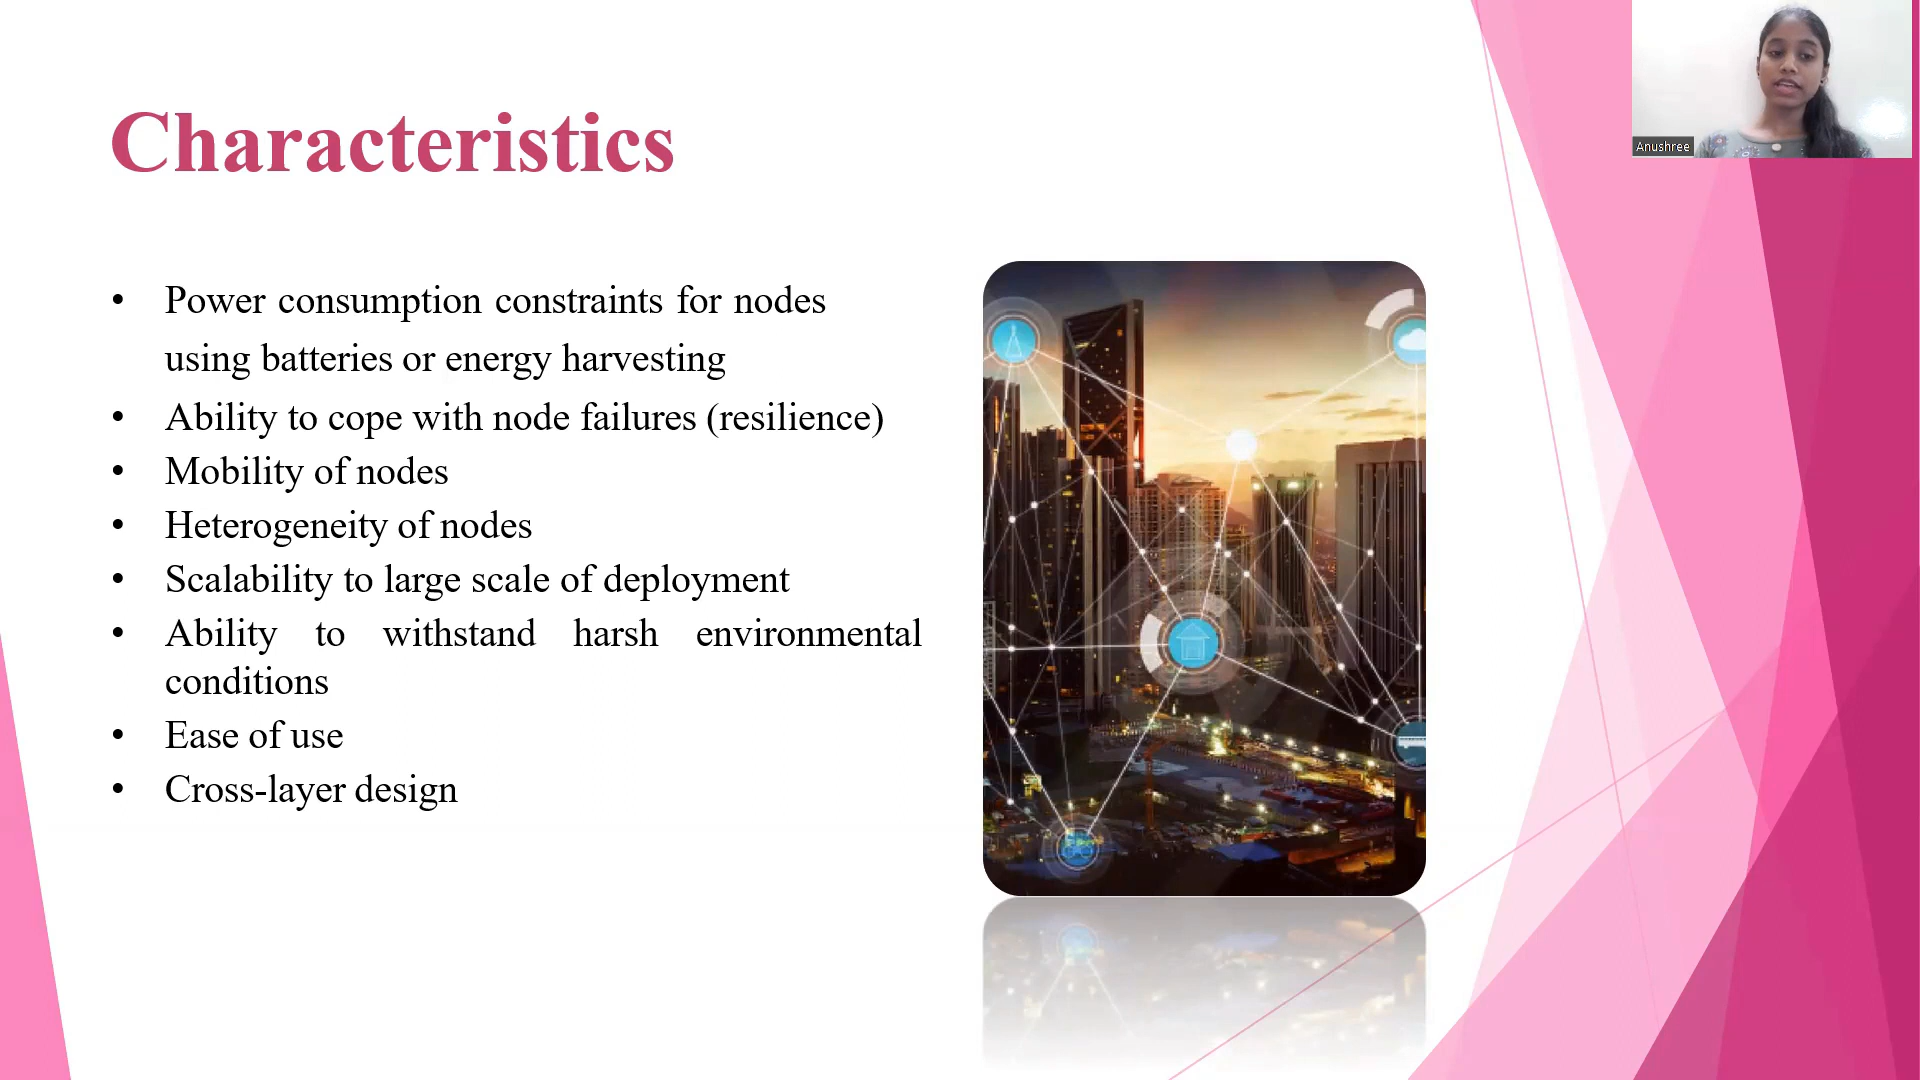 Characteristics
• Power consumption constraints for nodes
using batteries or energy harvesting
• Ability to cope with node failures (resilience)
• Mobility of nodes
• Heterogeneity of nodes
• Scalability to large scale of deployment
• Ability to withstand harsh environmental
conditions
• Ease of use
• Cross-layer design
Anushree